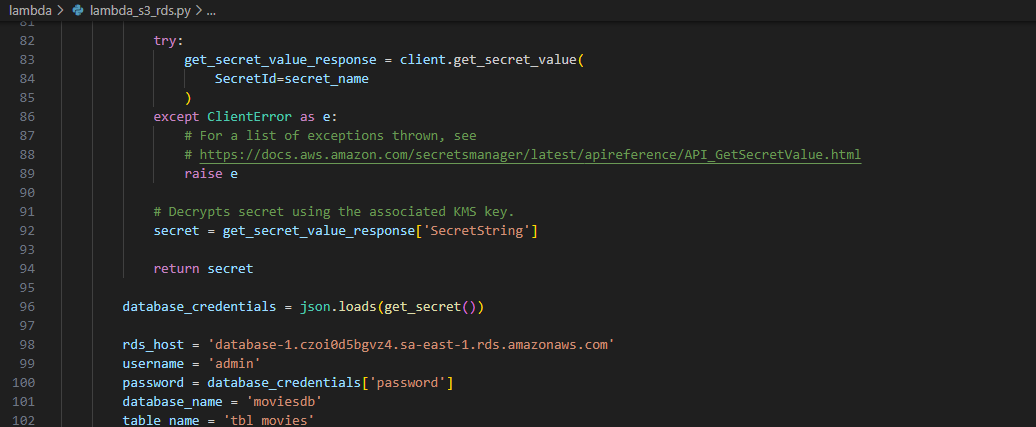 lambda > lambda_s3_rds.py > ...
81
82 try:
83 get_secret_value_response = client.get_secret_value(
84 SecretId=secret_name
85 )
86 except ClientError as e:
87 # For a list of exceptions thrown, see
88 # https://docs.aws.amazon.com/secretsmanager/latest/apireference/API_GetSecretValue.html
89 raise e
90
91 # Decrypts secret using the associated KMS key.
92 secret = get_secret_value_response['SecretString']
93
94 return secret
95
96 database_credentials = json.loads(get_secret())
97
98 rds_host = 'database-1.czoi0d5bgvz4.sa-east-1.rds.amazonaws.com'
99 username = 'admin'
100 password = database_credentials['password']
101 database_name = 'moviesdb'
102 table_name = 'tbl_movies'